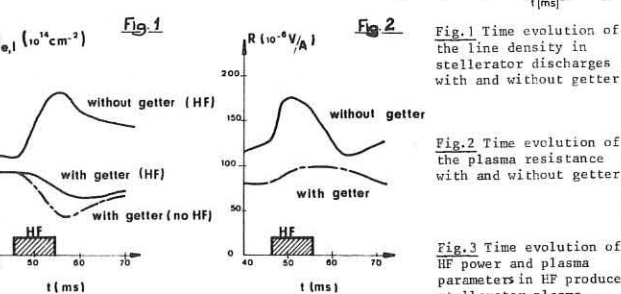 t [ms]
Fig.1
e,l (10¹⁴cm⁻²)
without getter (HF)
with getter (HF)
with getter (no HF)
HF
50 60 70
t (ms)
Fig.2
R (10⁻⁶V/A)
200
150
100
50
0
without getter
with getter
HF
40 50 60 70
t (ms)
Fig.1 Time evolution of
the line density in
stellerator discharges
with and without getter
Fig.2 Time evolution of
the plasma resistance
with and without getter
Fig.3 Time evolution of
HF power and plasma
parameters in HF produce